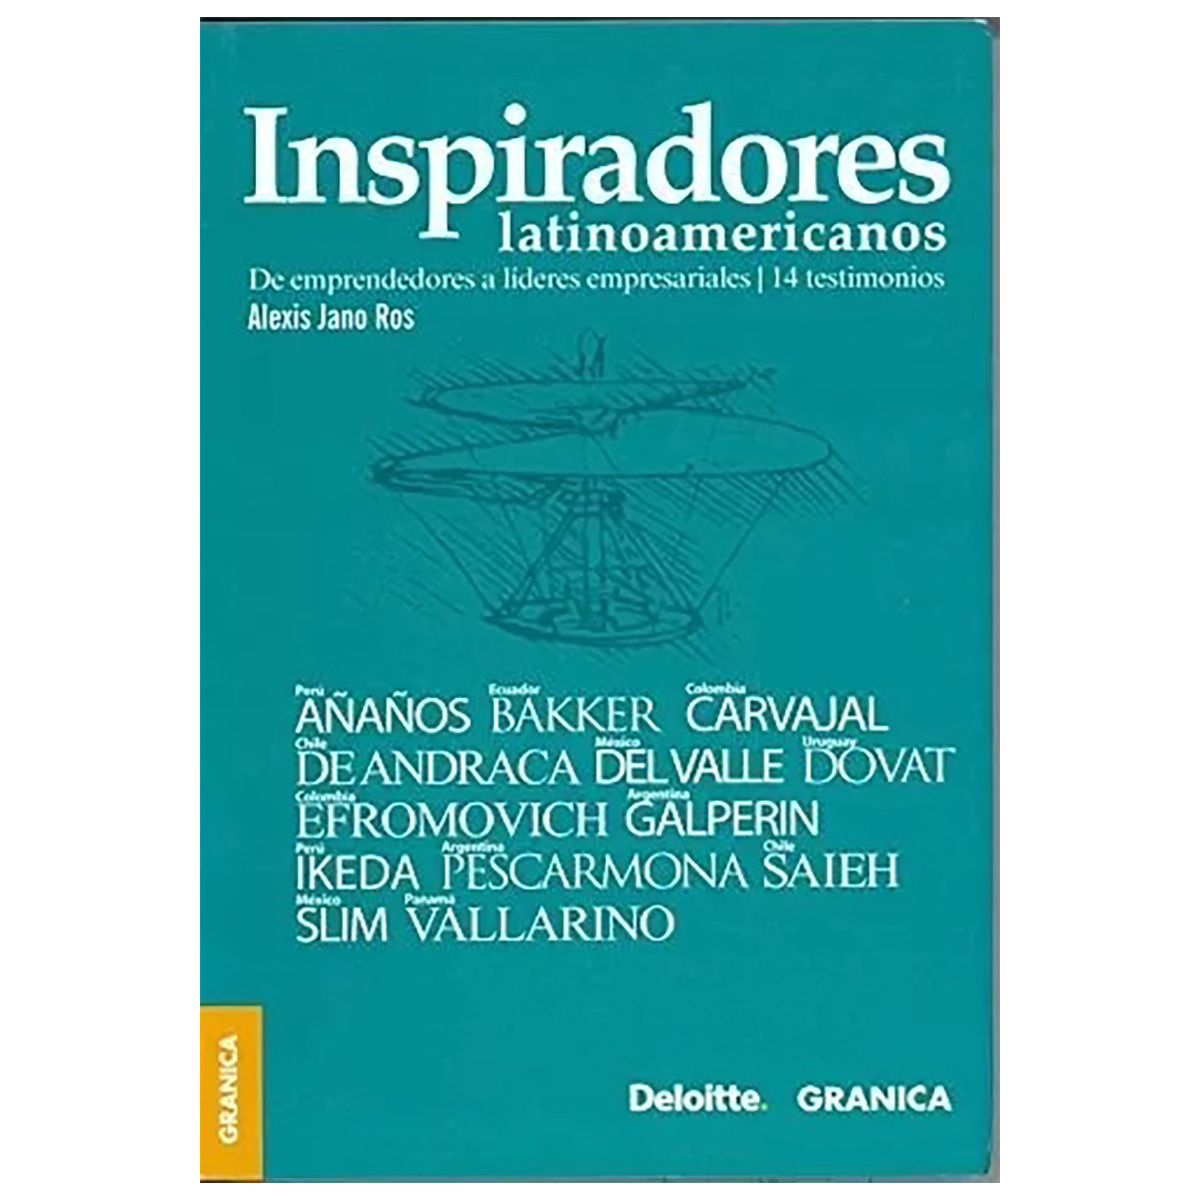 Inspiradores
latinoamericanos
De emprendedores a líderes empresariales | 14 testimonios
Alexis Jano Ros
Perú Ecuador Colombia
AÑAÑOS BAKKER CARVAJAL
Chile México Uruguay
DE ANDRACA DEL VALLE DOVAT
Colombia Argentina
EFROMOVICH GALPERIN
Perú Argentina Chile
IKEDA PESCARMONA SAIEH
México Panamá
SLIM VALLARINO
GRANICA
Deloitte. GRANICA